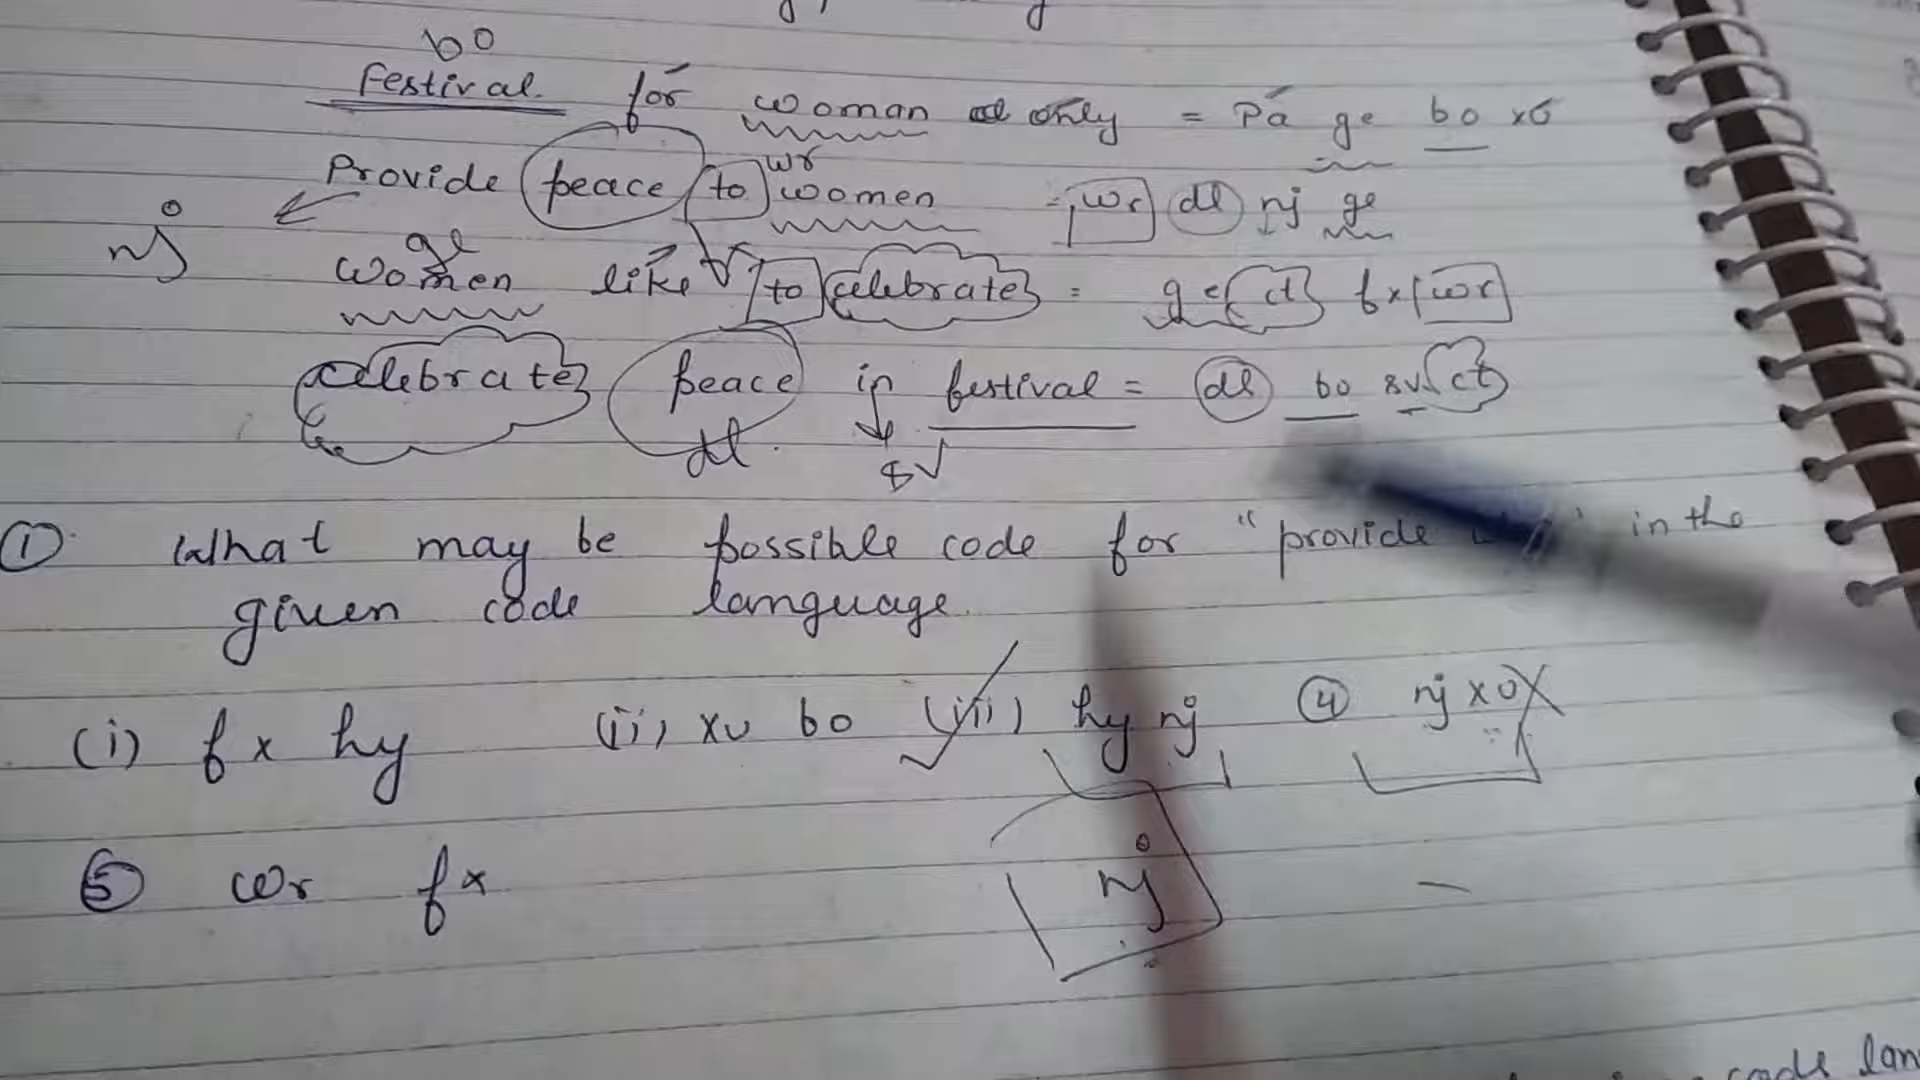 bo
Festival for woman only = Pa ge bo xo
wr
Provide peace to women = wr dl nj ge
nj
ge
women like to celebrate = ge ct fx wr
celebrate peace in festival = dl bo sv ct
dl sv
① What may be possible code for "provide in the
given code language.
(i) fx hy (ii) xu bo (iii) hy nj ④ nj xo
nj
⑤ wr fx
code lan